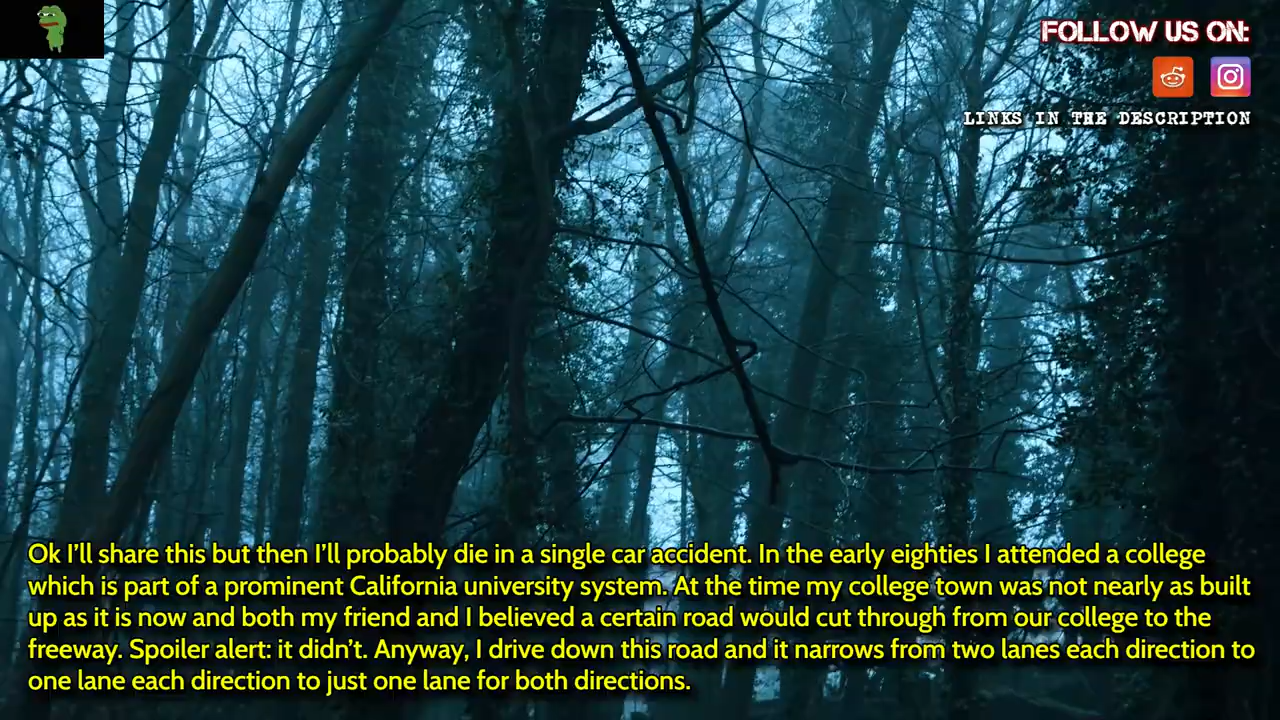 FOLLOW US ON:
LINKS IN THE DESCRIPTION
Ok I'll share this but then I'll probably die in a single car accident. In the early eighties I attended a college
which is part of a prominent California university system. At the time my college town was not nearly as built
up as it is now and both my friend and I believed a certain road would cut through from our college to the
freeway. Spoiler alert: it didn't. Anyway, I drive down this road and it narrows from two lanes each direction to
one lane each direction to just one lane for both directions.